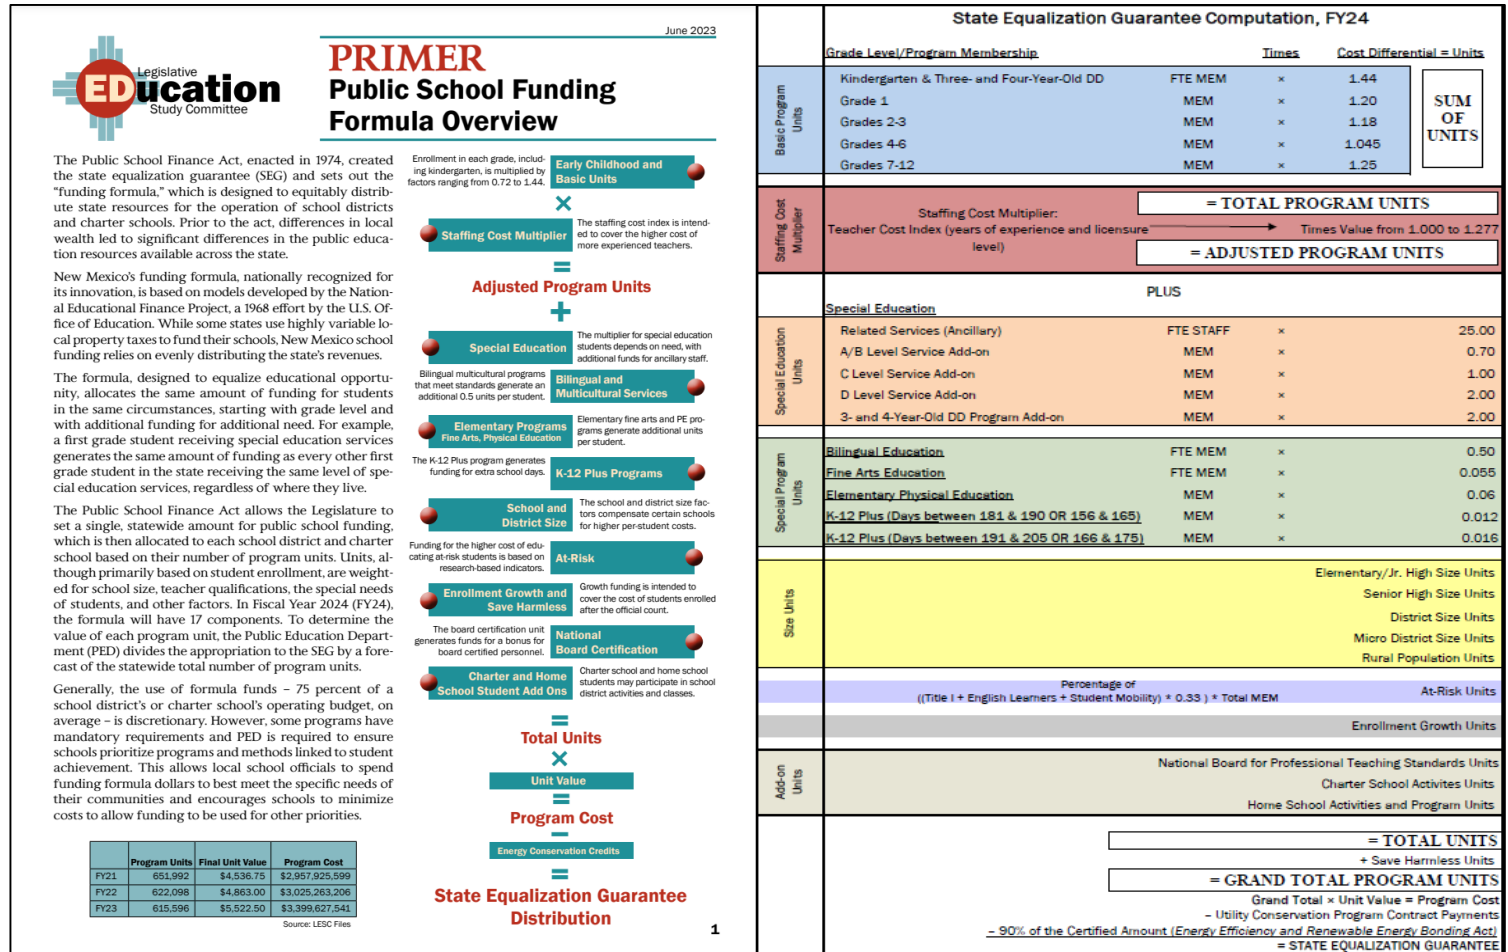 June 2023
Legislative
EDucation
Study Committee
PRIMER
Public School Funding
Formula Overview
The Public School Finance Act, enacted in 1974, created
the state equalization guarantee (SEG) and sets out the
“funding formula,” which is designed to equitably distrib-
ute state resources for the operation of school districts
and charter schools. Prior to the act, differences in local
wealth led to significant differences in the public educa-
tion resources available across the state.
New Mexico’s funding formula, nationally recognized for
its innovation, is based on models developed by the Nation-
al Educational Finance Project, a 1968 effort by the U.S. Of-
fice of Education. While some states use highly variable lo-
cal property taxes to fund their schools, New Mexico school
funding relies on evenly distributing the state’s revenues.
The formula, designed to equalize educational opportu-
nity, allocates the same amount of funding for students
in the same circumstances, starting with grade level and
with additional funding for additional need. For example,
a first grade student receiving special education services
generates the same amount of funding as every other first
grade student in the state receiving the same level of spe-
cial education services, regardless of where they live.
The Public School Finance Act allows the Legislature to
set a single, statewide amount for public school funding,
which is then allocated to each school district and charter
school based on their number of program units. Units, al-
though primarily based on student enrollment, are weight-
ed for school size, teacher qualifications, the special needs
of students, and other factors. In Fiscal Year 2024 (FY24),
the formula will have 17 components. To determine the
value of each program unit, the Public Education Depart-
ment (PED) divides the appropriation to the SEG by a fore-
cast of the statewide total number of program units.
Generally, the use of formula funds – 75 percent of a
school district’s or charter school’s operating budget, on
average – is discretionary. However, some programs have
mandatory requirements and PED is required to ensure
schools prioritize programs and methods linked to student
achievement. This allows local school officials to spend
funding formula dollars to best meet the specific needs of
their communities and encourages schools to minimize
costs to allow funding to be used for other priorities.
Program Units Final Unit Value Program Cost
FY21 651,992 $4,536.75 $2,957,925,599
FY22 622,098 $4,863.00 $3,025,263,206
FY23 615,596 $5,522.50 $3,399,627,541
Source: LESC Files
Enrollment in each grade, includ-
ing kindergarten, is multiplied by
factors ranging from 0.72 to 1.44.
Early Childhood and
Basic Units
×
Staffing Cost Multiplier
The staffing cost index is intend-
ed to cover the higher cost of
more experienced teachers.
=
Adjusted Program Units
+
Special Education
The multiplier for special education
students depends on need, with
additional funds for ancillary staff.
Bilingual multicultural programs
that meet standards generate an
additional 0.5 units per student.
Bilingual and
Multicultural Services
Elementary Programs
Fine Arts, Physical Education
Elementary fine arts and PE pro-
grams generate additional units
per student.
The K-12 Plus program generates
funding for extra school days.
K-12 Plus Programs
School and
District Size
The school and district size fac-
tors compensate certain schools
for higher per-student costs.
Funding for the higher cost of edu-
cating at-risk students is based on
research-based indicators.
At-Risk
Enrollment Growth and
Save Harmless
Growth funding is intended to
cover the cost of students enrolled
after the official count.
The board certification unit
generates funds for a bonus for
board certified personnel.
National
Board Certification
Charter and Home
School Student Add Ons
Charter school and home school
students may participate in school
district activities and classes.
=
Total Units
×
Unit Value
=
Program Cost
–
Energy Conservation Credits
=
State Equalization Guarantee
Distribution
1
State Equalization Guarantee Computation, FY24
Grade Level/Program Membership Times Cost Differential = Units
Basic Program
Units
Kindergarten & Three- and Four-Year-Old DD FTE MEM × 1.44
Grade 1 MEM × 1.20
Grades 2-3 MEM × 1.18
Grades 4-6 MEM × 1.045
Grades 7-12 MEM × 1.25
SUM
OF
UNITS
Staffing Cost
Multiplier
= TOTAL PROGRAM UNITS
Staffing Cost Multiplier:
Teacher Cost Index (years of experience and licensure
level)
Times Value from 1.000 to 1.277
= ADJUSTED PROGRAM UNITS
PLUS
Special Education
Special Education
Units
Related Services (Ancillary) FTE STAFF × 25.00
A/B Level Service Add-on MEM × 0.70
C Level Service Add-on MEM × 1.00
D Level Service Add-on MEM × 2.00
3- and 4-Year-Old DD Program Add-on MEM × 2.00
Special Program
Units
Bilingual Education FTE MEM × 0.50
Fine Arts Education FTE MEM × 0.055
Elementary Physical Education MEM × 0.06
K-12 Plus (Days between 181 & 190 OR 156 & 165) MEM × 0.012
K-12 Plus (Days between 191 & 205 OR 166 & 175) MEM × 0.016
Size Units
Elementary/Jr. High Size Units
Senior High Size Units
District Size Units
Micro District Size Units
Rural Population Units
Percentage of
((Title I + English Learners + Student Mobility) * 0.33 ) * Total MEM
At-Risk Units
Enrollment Growth Units
Add-on
Units
National Board for Professional Teaching Standards Units
Charter School Activites Units
Home School Activities and Program Units
= TOTAL UNITS
+ Save Harmless Units
= GRAND TOTAL PROGRAM UNITS
Grand Total × Unit Value = Program Cost
– Utility Conservation Program Contract Payments
– 90% of the Certified Amount (Energy Efficiency and Renewable Energy Bonding Act)
= STATE EQUALIZATION GUARANTEE